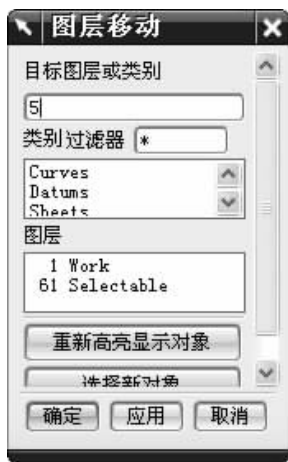 图层移动
目标图层或类别
5
类别过滤器 *
Curves
Datums
Sheets
图层
1 Work
61 Selectable
重新高亮显示对象
选择新对象
确定 应用 取消